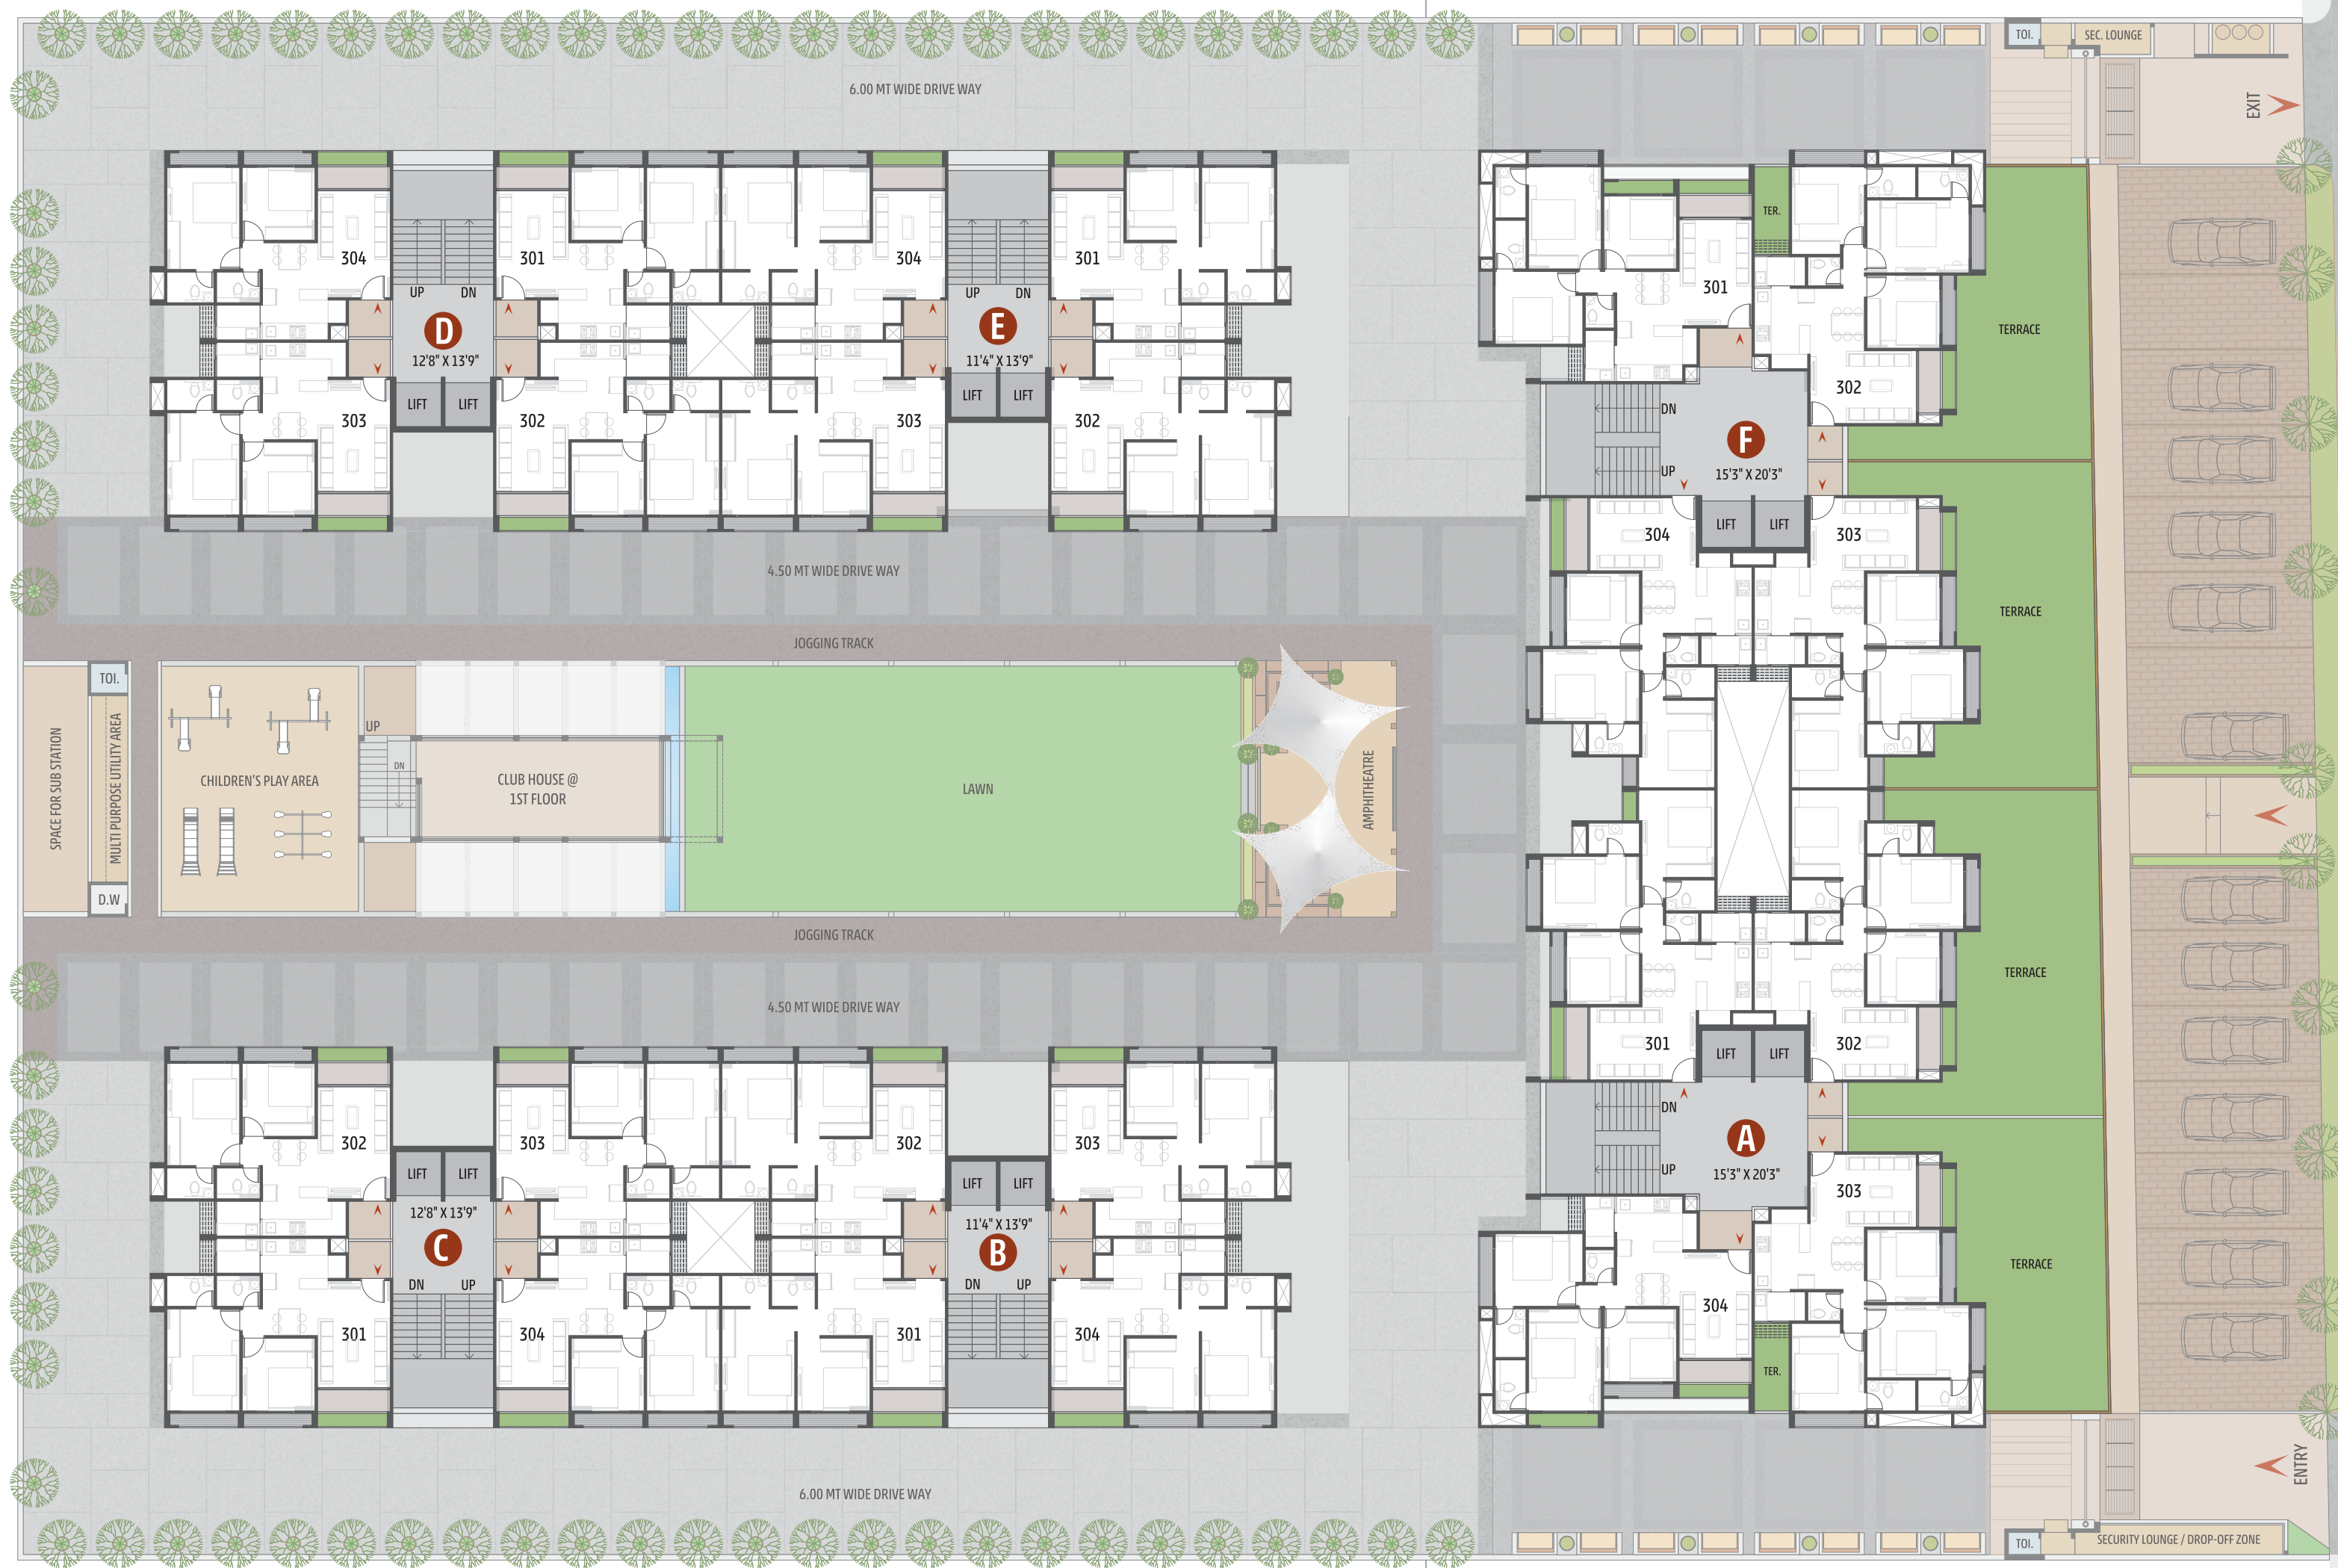 TOI.
SEC. LOUNGE
6.00 MT WIDE DRIVE WAY
EXIT
304
301
304
301
UP
DN
UP
DN
D
12'8" X 13'9"
E
11'4" X 13'9"
LIFT
LIFT
LIFT
LIFT
303
302
303
302
TER.
301
302
TERRACE
DN
F
UP
15'3" X 20'3"
LIFT
LIFT
304
303
TERRACE
4.50 MT WIDE DRIVE WAY
JOGGING TRACK
TOI.
SPACE FOR SUB STATION
MULTI PURPOSE UTILITY AREA
D.W
CHILDREN'S PLAY AREA
UP
DN
CLUB HOUSE @
1ST FLOOR
LAWN
AMPHITHEATRE
JOGGING TRACK
4.50 MT WIDE DRIVE WAY
TERRACE
301
302
LIFT
LIFT
DN
A
UP
15'3" X 20'3"
303
304
TER.
TERRACE
302
303
302
303
LIFT
LIFT
LIFT
LIFT
12'8" X 13'9"
C
11'4" X 13'9"
B
DN
UP
DN
UP
301
304
301
304
6.00 MT WIDE DRIVE WAY
ENTRY
TOI.
SECURITY LOUNGE / DROP-OFF ZONE